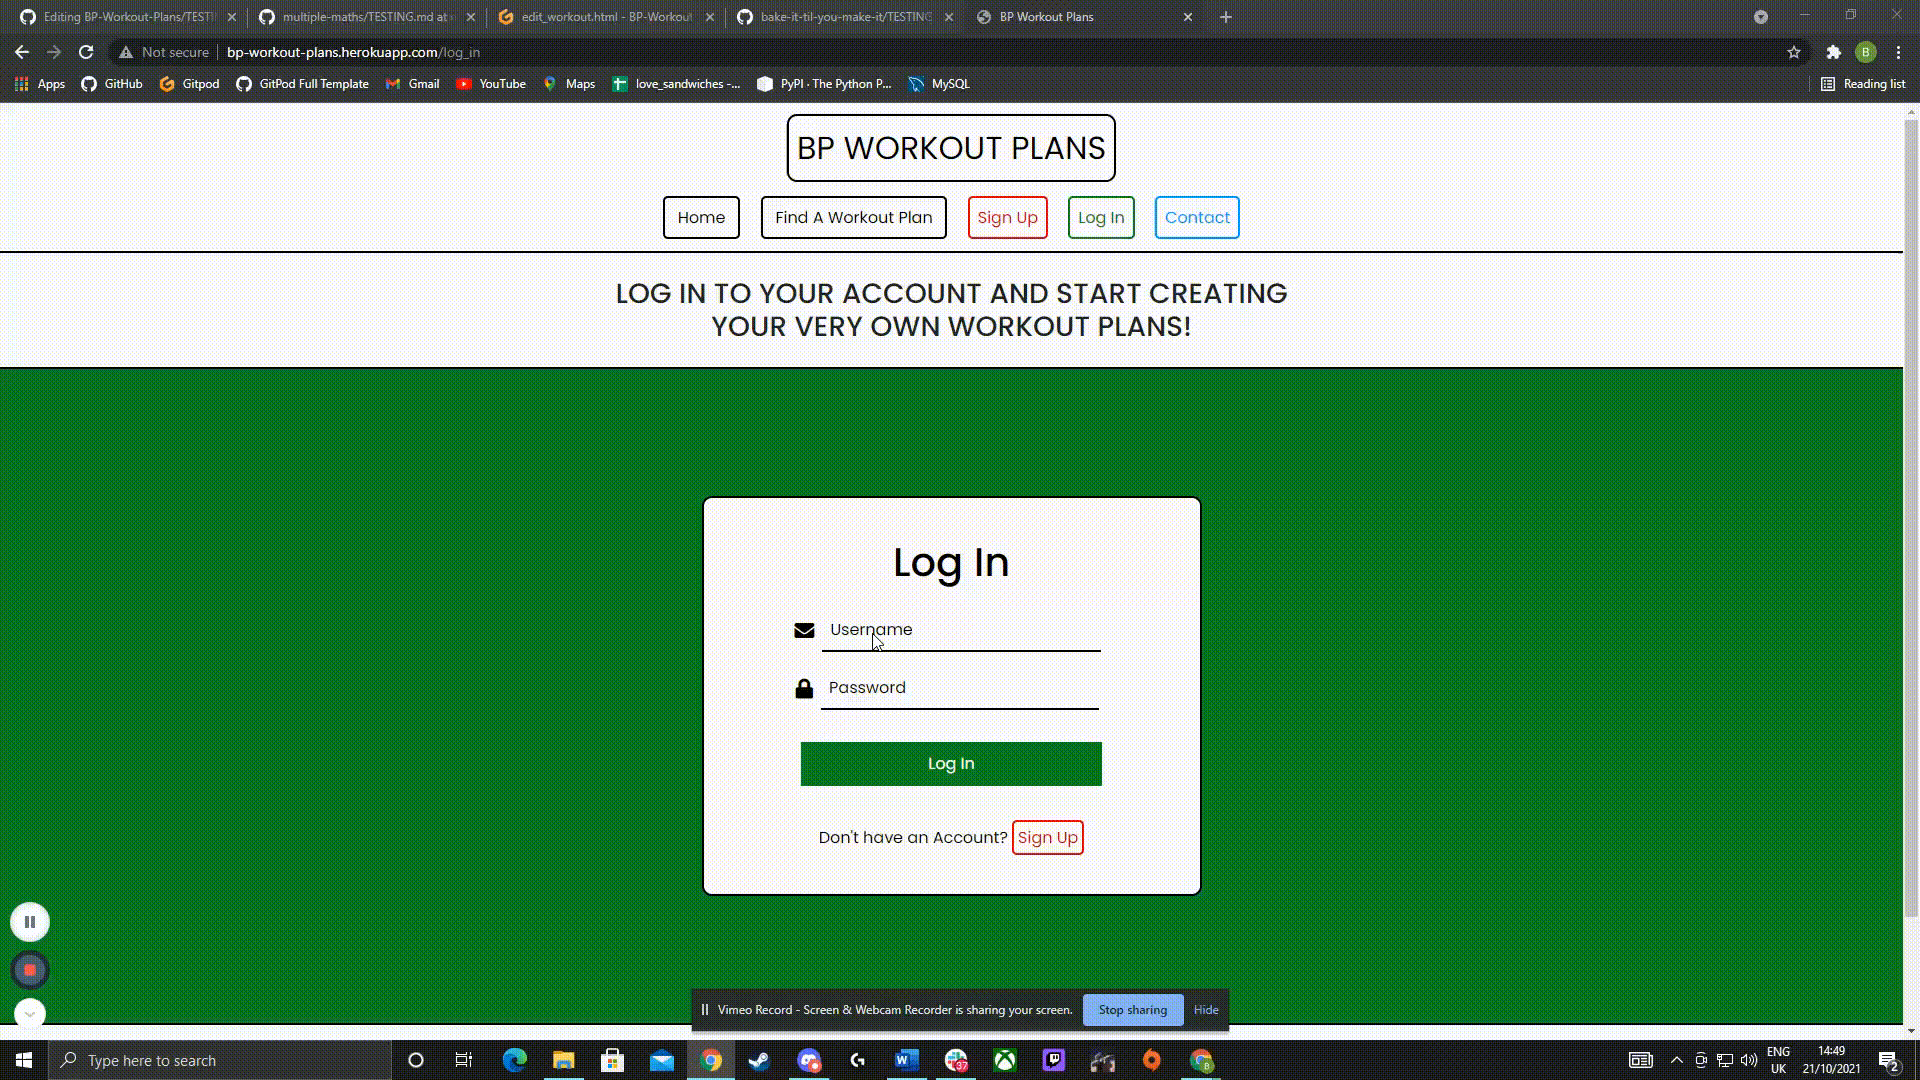 Editing BP-Workout-Plans/TESTI
multiple-maths/TESTING.md at
edit_workout.html - BP-Workout
bake-it-til-you-make-it/TESTING
BP Workout Plans
Not secure
bp-workout-plans.herokuapp.com/log_in
B
Apps
GitHub
Gitpod
GitPod Full Template
Gmail
YouTube
Maps
love_sandwiches -...
PyPI · The Python P...
MySQL
Reading list
BP WORKOUT PLANS
Home
Find A Workout Plan
Sign Up
Log In
Contact
LOG IN TO YOUR ACCOUNT AND START CREATING
YOUR VERY OWN WORKOUT PLANS!
Log In
Username
Password
Log In
Don't have an Account? Sign Up
Vimeo Record - Screen & Webcam Recorder is sharing your screen.
Stop sharing
Hide
Type here to search
37
ENG
UK
14:49
21/10/2021
2